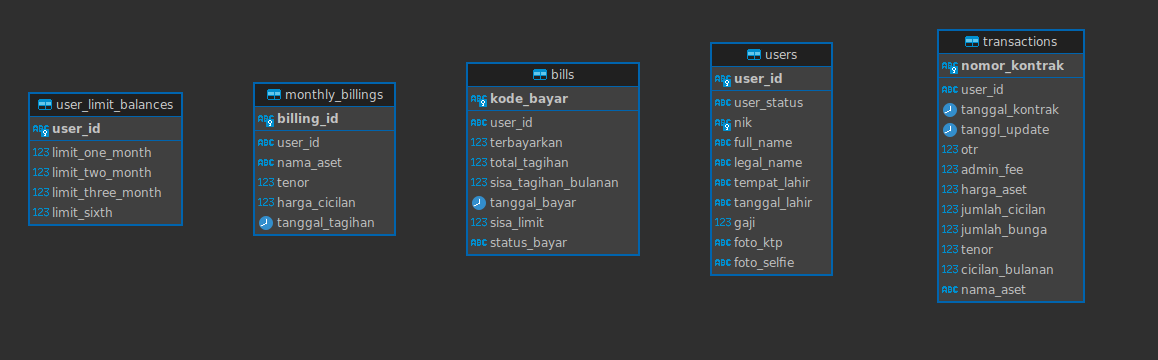 user_limit_balances
ABC user_id
123 limit_one_month
123 limit_two_month
123 limit_three_month
123 limit_sixth
monthly_billings
ABC billing_id
ABC user_id
ABC nama_aset
123 tenor
123 harga_cicilan
tanggal_tagihan
bills
ABC kode_bayar
ABC user_id
123 terbayarkan
123 total_tagihan
123 sisa_tagihan_bulanan
tanggal_bayar
123 sisa_limit
ABC status_bayar
users
ABC user_id
ABC user_status
ABC nik
ABC full_name
ABC legal_name
ABC tempat_lahir
ABC tanggal_lahir
123 gaji
ABC foto_ktp
ABC foto_selfie
transactions
ABC nomor_kontrak
ABC user_id
tanggal_kontrak
tanggl_update
123 otr
123 admin_fee
123 harga_aset
123 jumlah_cicilan
123 jumlah_bunga
123 tenor
123 cicilan_bulanan
ABC nama_aset